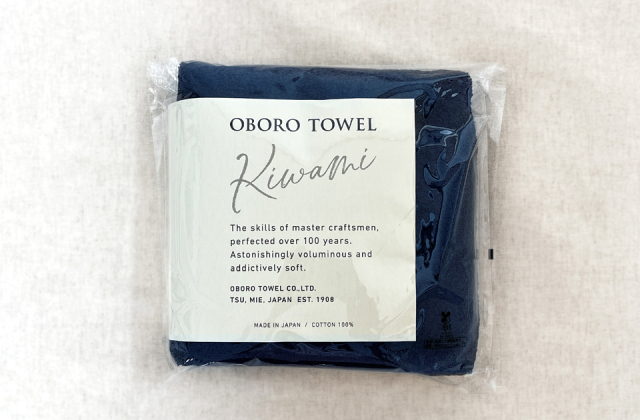 OBORO TOWEL
Kiwami
The skills of master craftsmen,
perfected over 100 years.
Astonishingly voluminous and
addictively soft.
OBORO TOWEL CO.,LTD.
TSU, MIE, JAPAN EST. 1908
MADE IN JAPAN / COTTON 100%